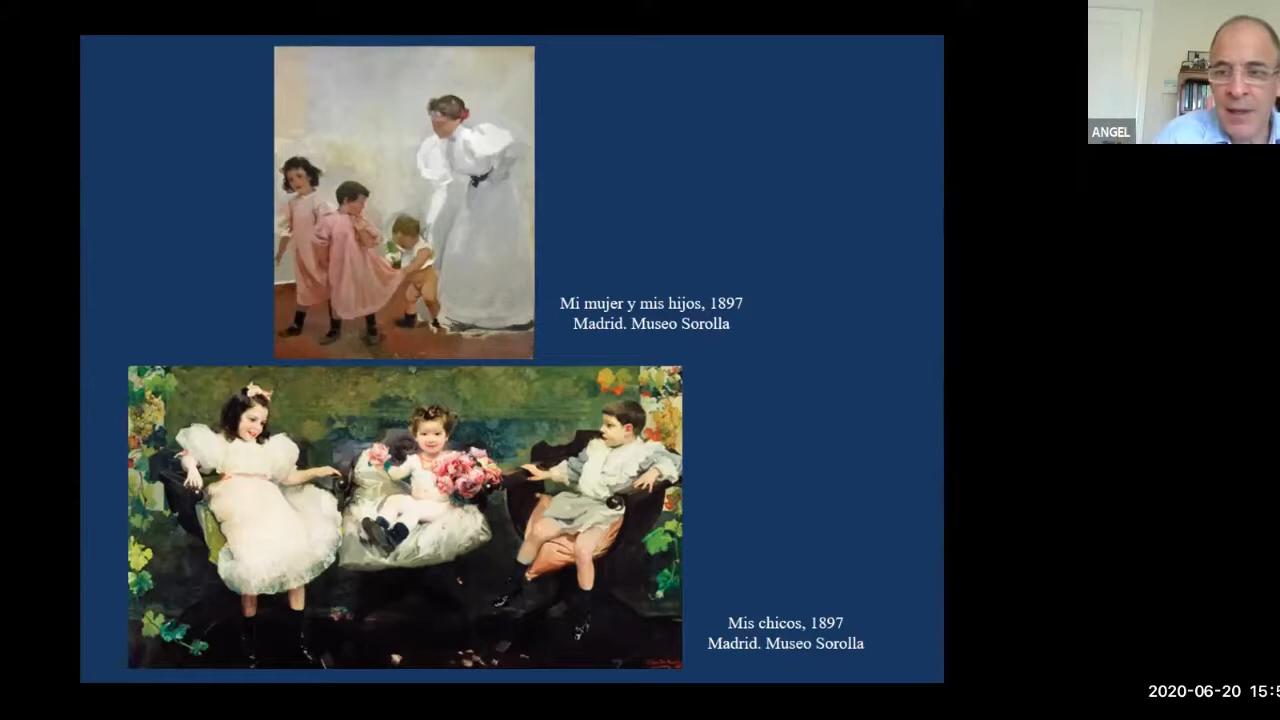 ANGEL
Mi mujer y mis hijos, 1897
Madrid. Museo Sorolla
Mis chicos, 1897
Madrid. Museo Sorolla
2020-06-20 15:5